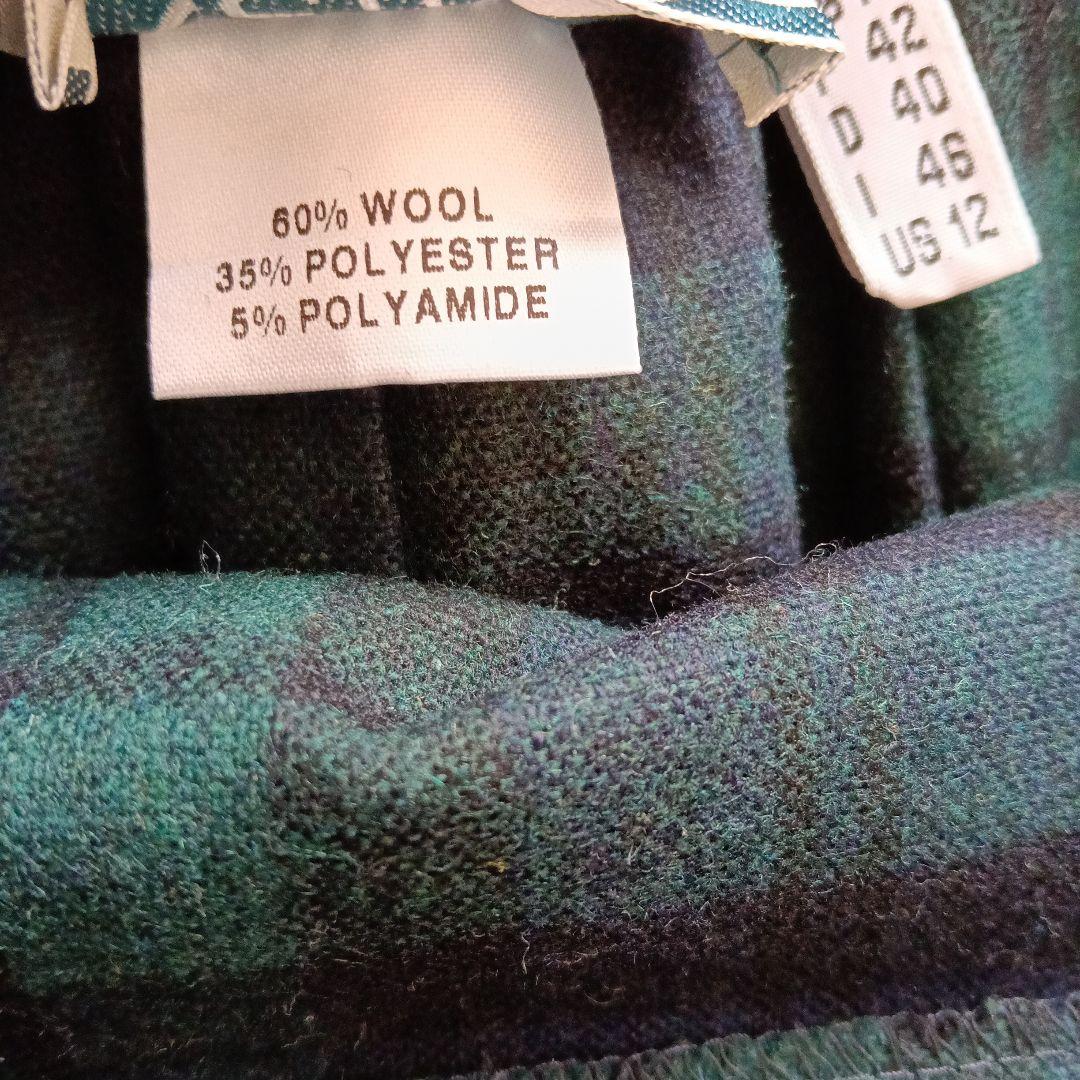 60% WOOL
35% POLYESTER
5% POLYAMIDE
42
40
D 46
I
US 12